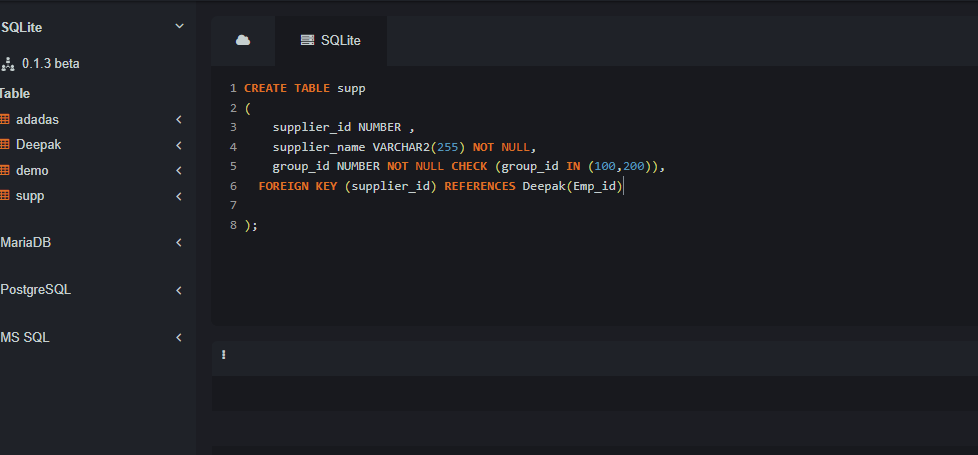 SQLite
0.1.3 beta
Table
adadas
Deepak
demo
supp
MariaDB
PostgreSQL
MS SQL
SQLite
1 CREATE TABLE supp
2 (
3     supplier_id NUMBER ,
4     supplier_name VARCHAR2(255) NOT NULL,
5     group_id NUMBER NOT NULL CHECK (group_id IN (100,200)),
6   FOREIGN KEY (supplier_id) REFERENCES Deepak(Emp_id)
7
8 );